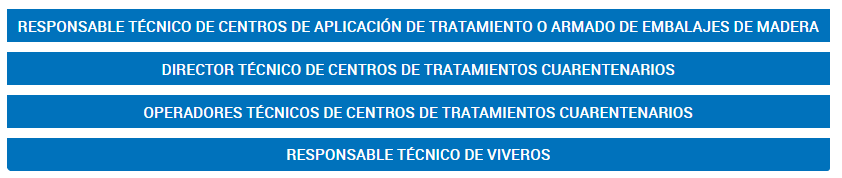 RESPONSABLE TÉCNICO DE CENTROS DE APLICACIÓN DE TRATAMIENTO O ARMADO DE EMBALAJES DE MADERA
DIRECTOR TÉCNICO DE CENTROS DE TRATAMIENTOS CUARENTENARIOS
OPERADORES TÉCNICOS DE CENTROS DE TRATAMIENTOS CUARENTENARIOS
RESPONSABLE TÉCNICO DE VIVEROS